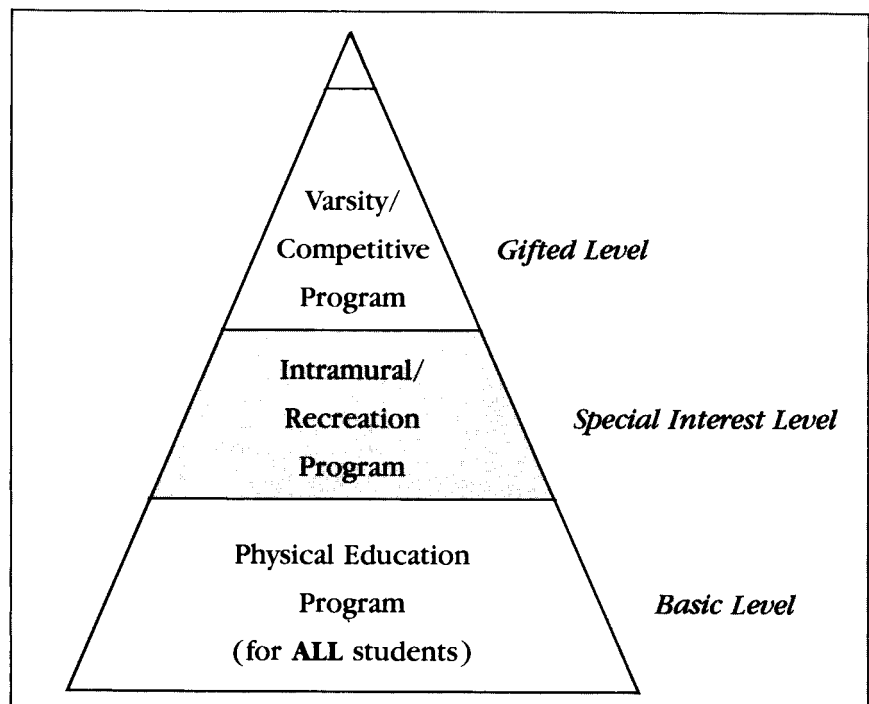 Varsity/
Competitive
Program
Gifted Level
Intramural/
Recreation
Program
Special Interest Level
Physical Education
Program
(for ALL students)
Basic Level